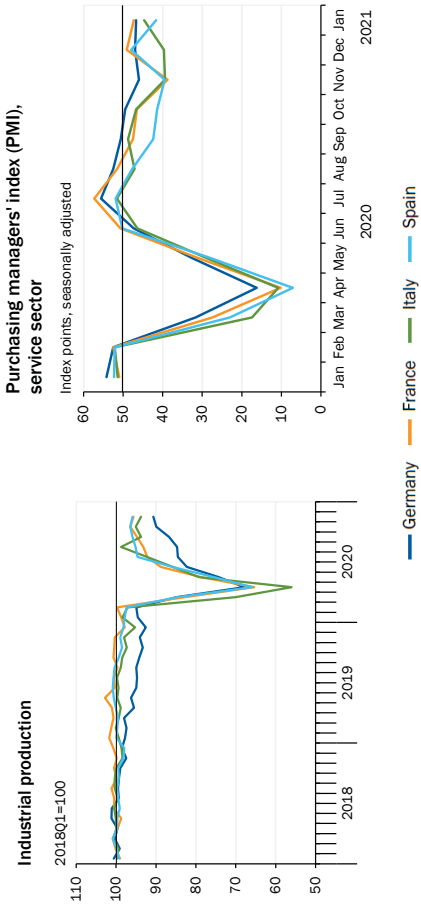 Industrial production
2018Q1=100
110
100
90
80
70
60
50
2018
2019
2020
Purchasing managers' index (PMI),
service sector
Index points, seasonally adjusted
60
50
40
30
20
10
0
Jan Feb Mar Apr May Jun Jul Aug Sep Oct Nov Dec Jan
2020
2021
Germany France Italy Spain